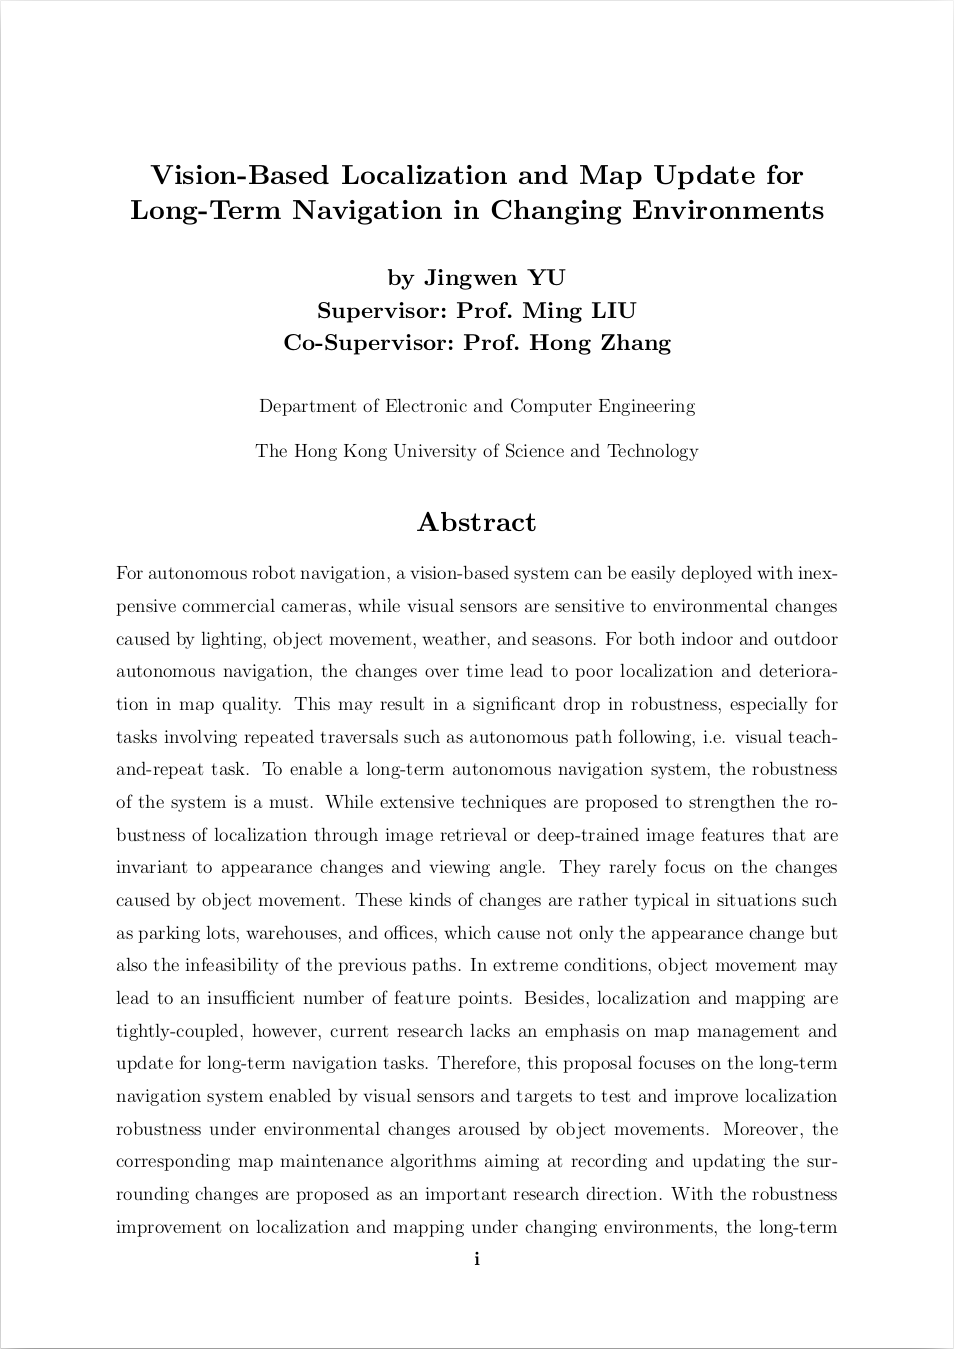 Vision-Based Localization and Map Update for
Long-Term Navigation in Changing Environments
by Jingwen YU
Supervisor: Prof. Ming LIU
Co-Supervisor: Prof. Hong Zhang
Department of Electronic and Computer Engineering
The Hong Kong University of Science and Technology
Abstract
For autonomous robot navigation, a vision-based system can be easily deployed with inex-
pensive commercial cameras, while visual sensors are sensitive to environmental changes
caused by lighting, object movement, weather, and seasons. For both indoor and outdoor
autonomous navigation, the changes over time lead to poor localization and deteriora-
tion in map quality. This may result in a significant drop in robustness, especially for
tasks involving repeated traversals such as autonomous path following, i.e. visual teach-
and-repeat task. To enable a long-term autonomous navigation system, the robustness
of the system is a must. While extensive techniques are proposed to strengthen the ro-
bustness of localization through image retrieval or deep-trained image features that are
invariant to appearance changes and viewing angle. They rarely focus on the changes
caused by object movement. These kinds of changes are rather typical in situations such
as parking lots, warehouses, and offices, which cause not only the appearance change but
also the infeasibility of the previous paths. In extreme conditions, object movement may
lead to an insufficient number of feature points. Besides, localization and mapping are
tightly-coupled, however, current research lacks an emphasis on map management and
update for long-term navigation tasks. Therefore, this proposal focuses on the long-term
navigation system enabled by visual sensors and targets to test and improve localization
robustness under environmental changes aroused by object movements. Moreover, the
corresponding map maintenance algorithms aiming at recording and updating the sur-
rounding changes are proposed as an important research direction. With the robustness
improvement on localization and mapping under changing environments, the long-term
i